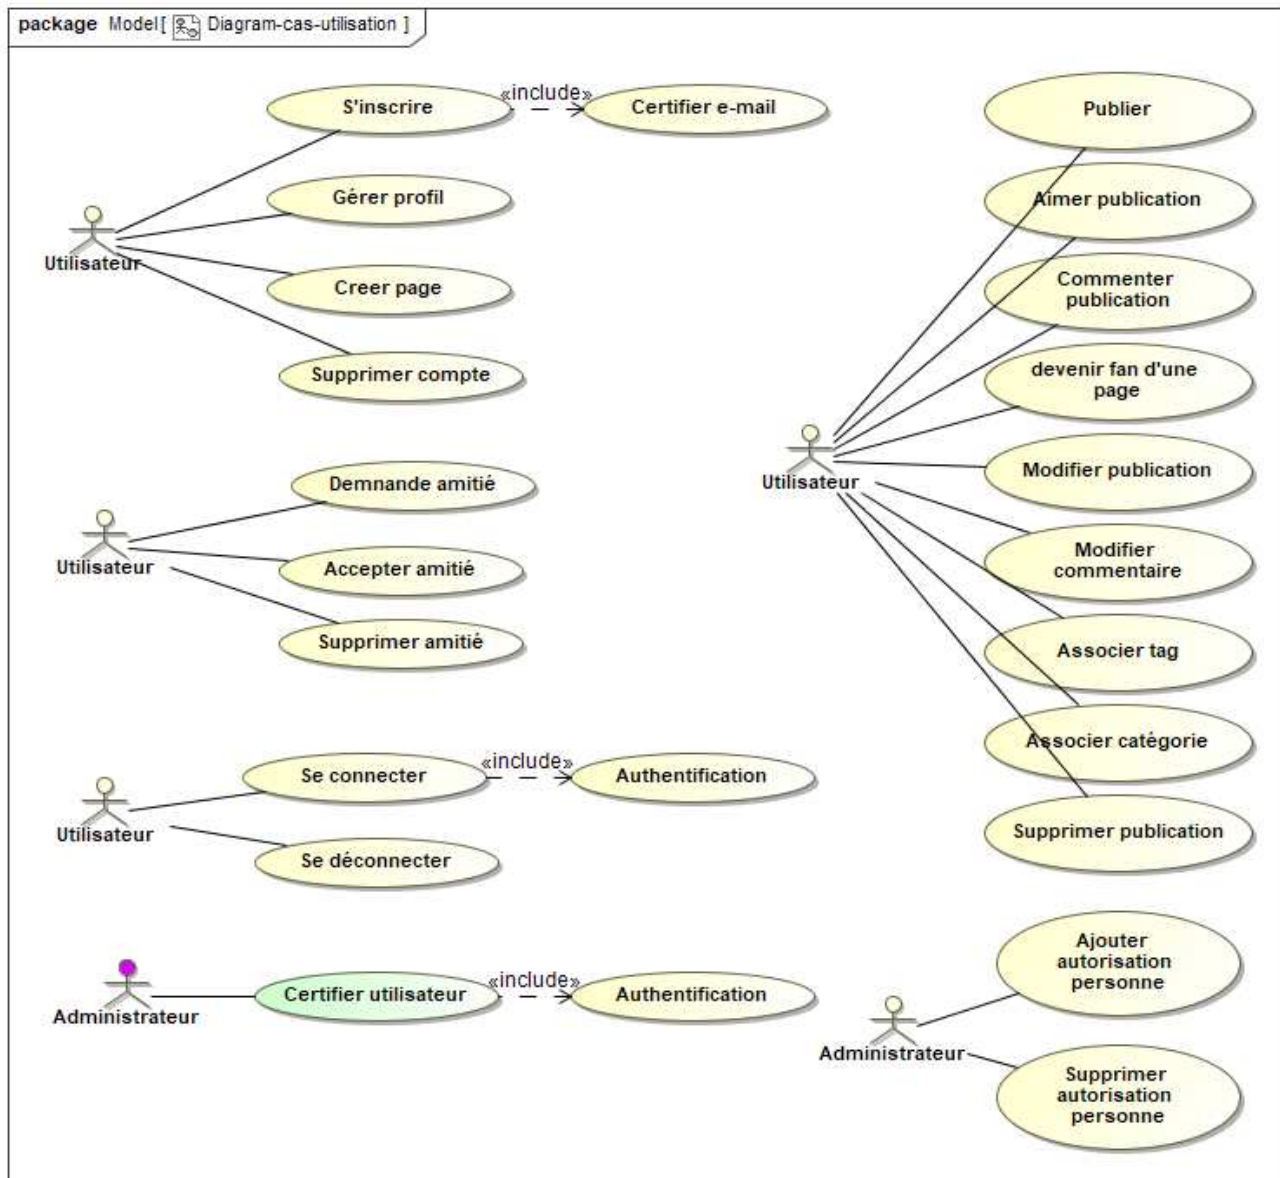 package Model[ Diagram-cas-utilisation ]
S'inscrire
«include»
Certifier e-mail
Gérer profil
Utilisateur
Creer page
Supprimer compte
Demnande amitié
Utilisateur
Accepter amitié
Supprimer amitié
Se connecter
«include»
Authentification
Utilisateur
Se déconnecter
Certifier utilisateur
«include»
Authentification
Administrateur
Publier
Aimer publication
Commenter
publication
devenir fan d'une
page
Utilisateur
Modifier publication
Modifier
commentaire
Associer tag
Associer catégorie
Supprimer publication
Ajouter
autorisation
personne
Administrateur
Supprimer
autorisation
personne